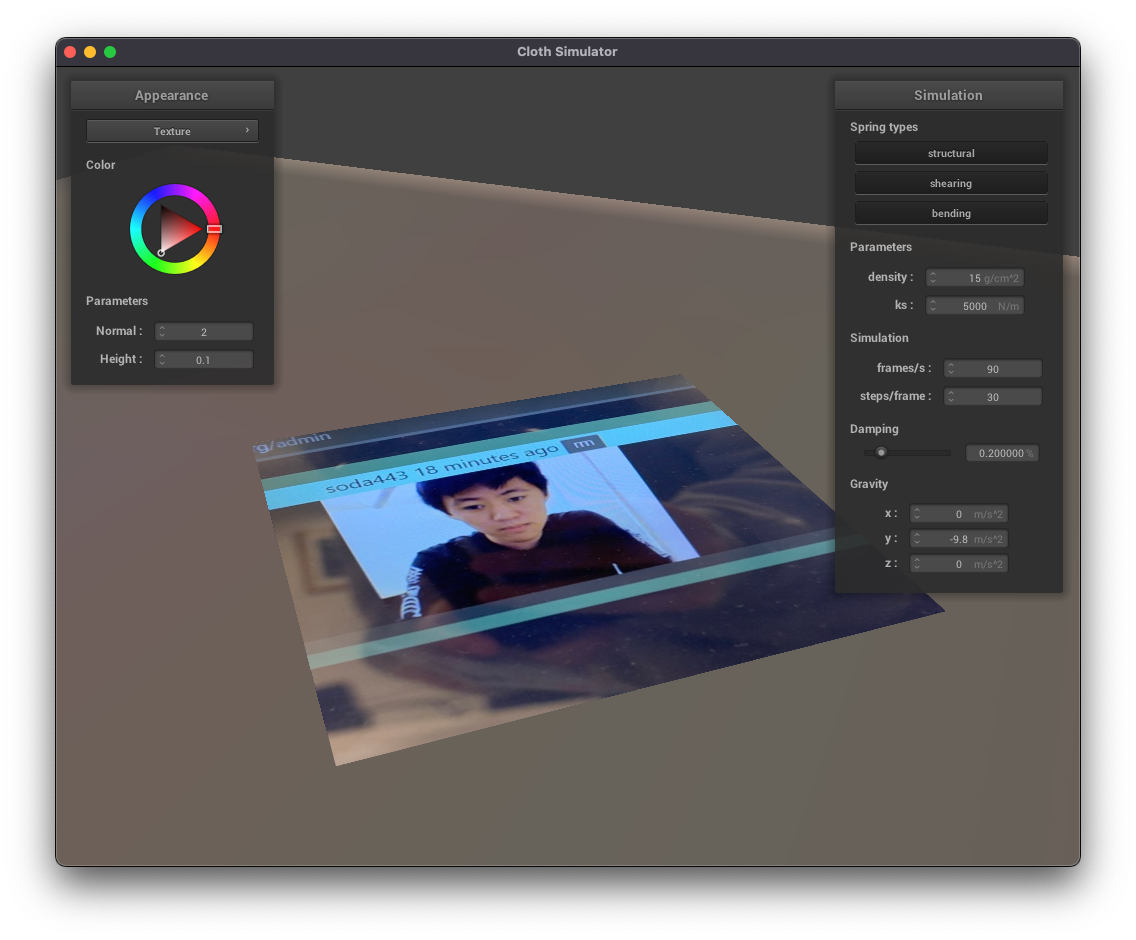 Cloth Simulator
Appearance
Texture
Color
Parameters
Normal : 2
Height : 0.1
Simulation
Spring types
structural
shearing
bending
Parameters
density : 15 g/cm^2
ks : 5000 N/m
Simulation
frames/s : 90
steps/frame : 30
Damping
0.200000 %
Gravity
x : 0 m/s^2
y : -9.8 m/s^2
z : 0 m/s^2
rg/admin
soda443 18 minutes ago